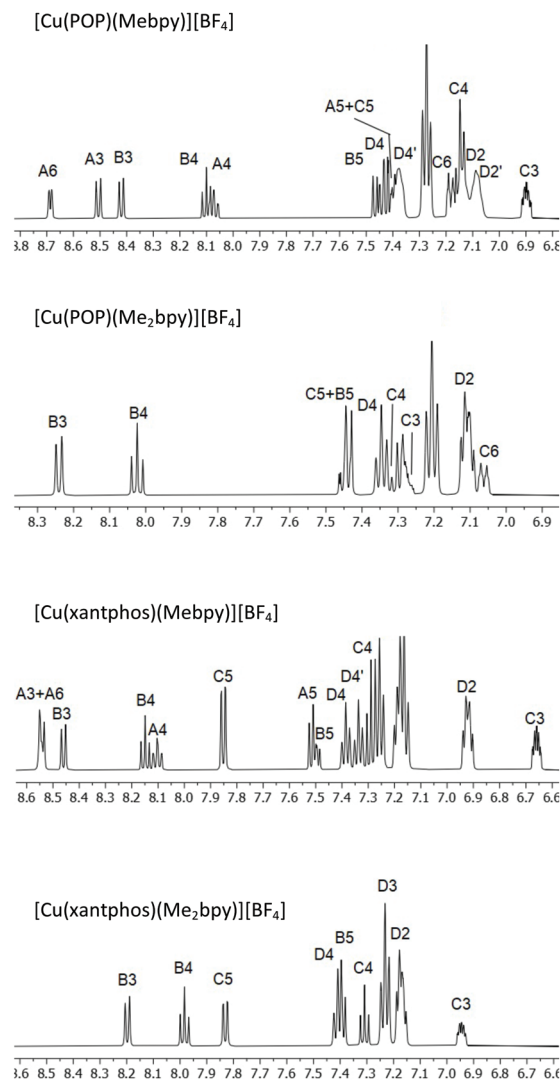 [Cu(POP)(Mebpy)][BF₄]
A6 A3 B3 B4 A4 A5+C5 B5 D4 D4' C6 C4 D2 D2' C3
3.8 8.7 8.6 8.5 8.4 8.3 8.2 8.1 8.0 7.9 7.8 7.7 7.6 7.5 7.4 7.3 7.2 7.1 7.0 6.9 6.8
[Cu(POP)(Me₂bpy)][BF₄]
B3 B4 C5+B5 D4 C4 C3 D2 C6
8.3 8.2 8.1 8.0 7.9 7.8 7.7 7.6 7.5 7.4 7.3 7.2 7.1 7.0 6.9
[Cu(xantphos)(Mebpy)][BF₄]
A3+A6 B3 B4 A4 C5 A5 B5 D4 D4' C4 D2 C3
8.6 8.5 8.4 8.3 8.2 8.1 8.0 7.9 7.8 7.7 7.6 7.5 7.4 7.3 7.2 7.1 7.0 6.9 6.8 6.7 6.6
[Cu(xantphos)(Me₂bpy)][BF₄]
B3 B4 C5 D4 B5 C4 D3 D2 C3
3.6 8.5 8.4 8.3 8.2 8.1 8.0 7.9 7.8 7.7 7.6 7.5 7.4 7.3 7.2 7.1 7.0 6.9 6.8 6.7 6.6